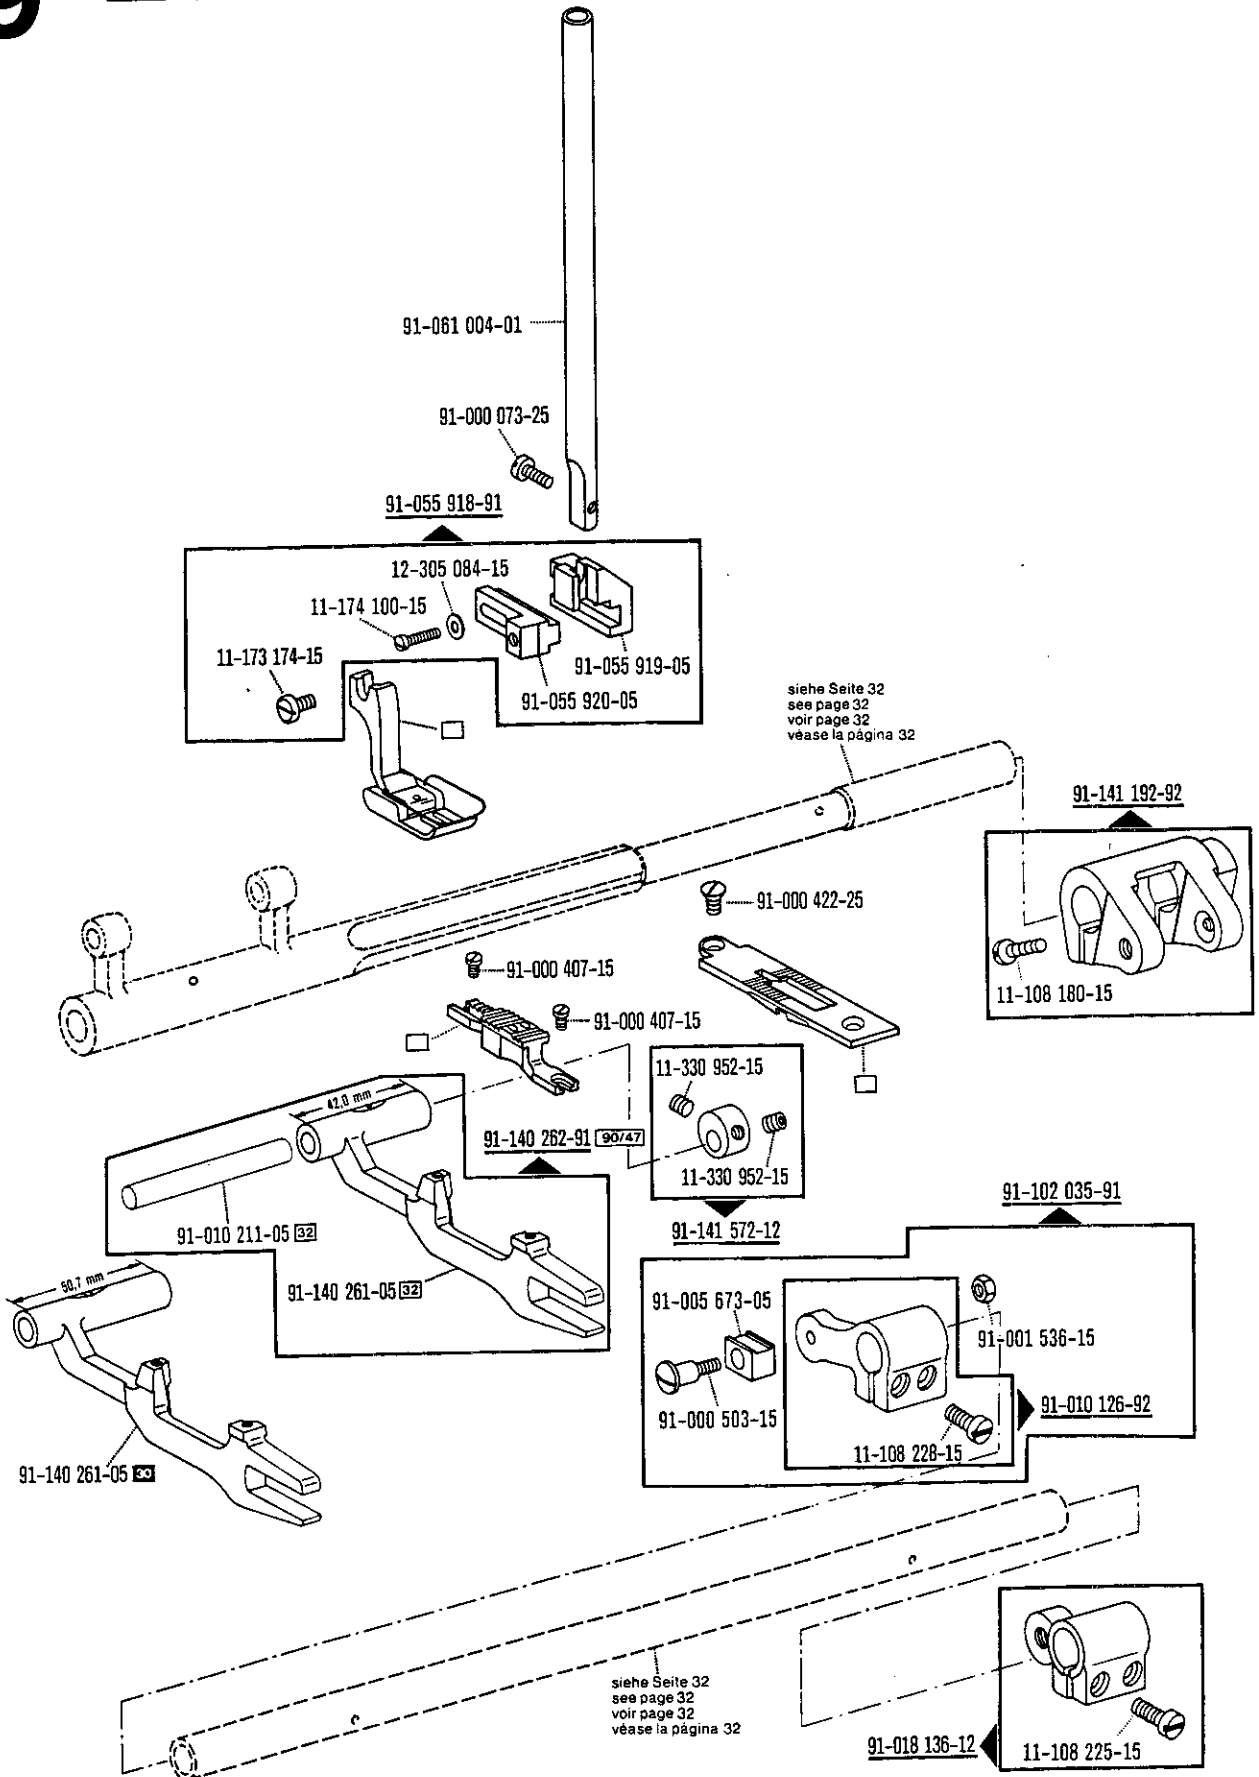 91-061 004-01
91-000 073-25
91-055 918-91
12-305 084-15
11-174 100-15
11-173 174-15
91-055 919-05
91-055 920-05
siehe Seite 32
see page 32
voir page 32
véase la página 32
91-141 192-92
91-000 422-25
91-000 407-15
11-108 180-15
91-000 407-15
11-330 952-15
42,0 mm
91-140 262-91 90/47
11-330 952-15
91-010 211-05 32
91-141 572-12
91-102 035-91
91-140 261-05 32
91-005 673-05
91-001 536-15
91-000 503-15
91-010 126-92
11-108 228-15
91-140 261-05 30
siehe Seite 32
see page 32
voir page 32
véase la página 32
91-018 136-12
11-108 225-15